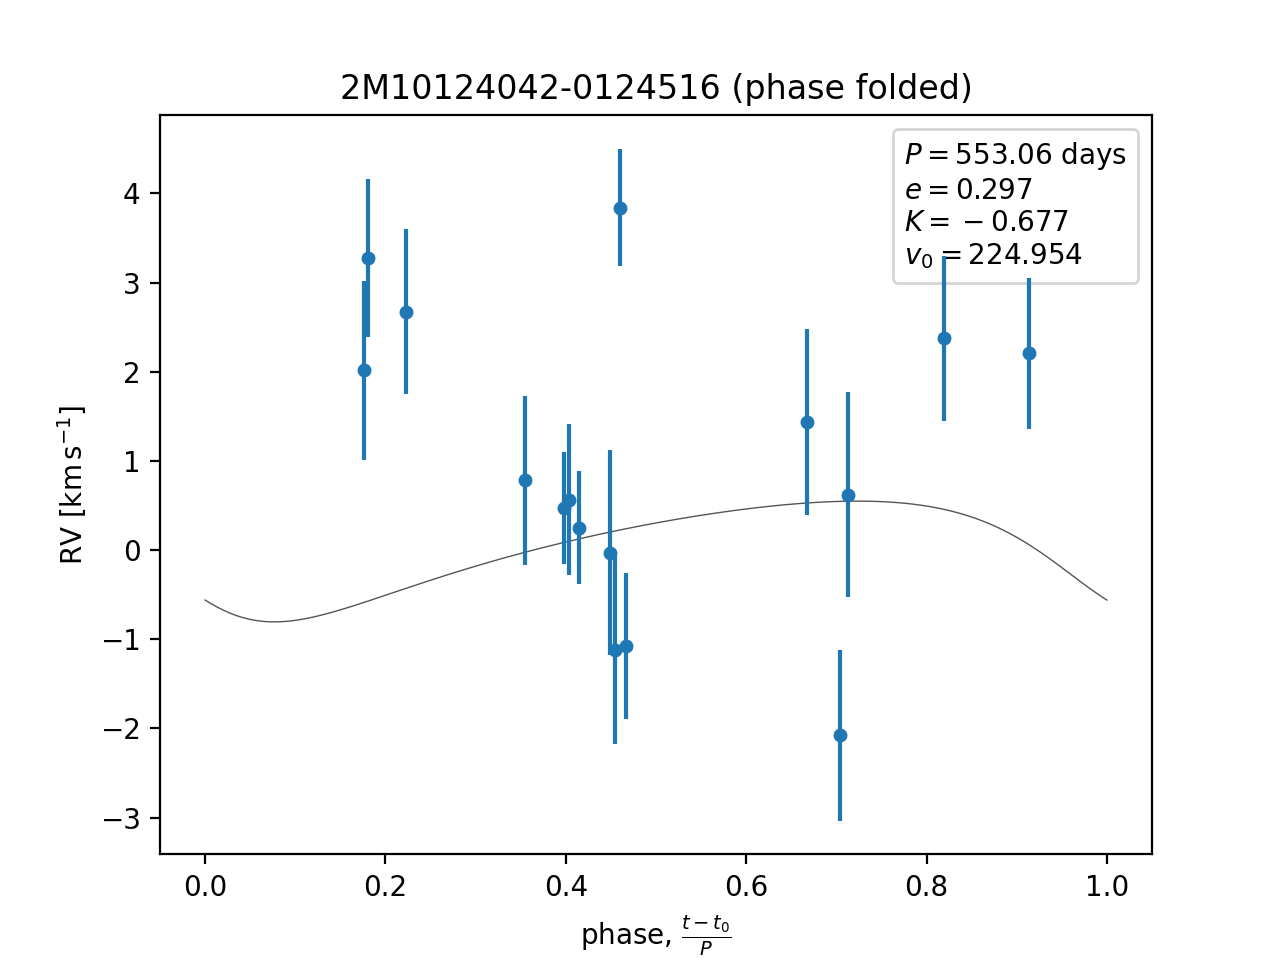 2M10124042-0124516 (phase folded)
P = 553.06 days
e = 0.297
K = −0.677
v₀ = 224.954
4
3
2
1
0
−1
−2
−3
RV [km s⁻¹]
0.0 0.2 0.4 0.6 0.8 1.0
phase, (t − t₀)/P